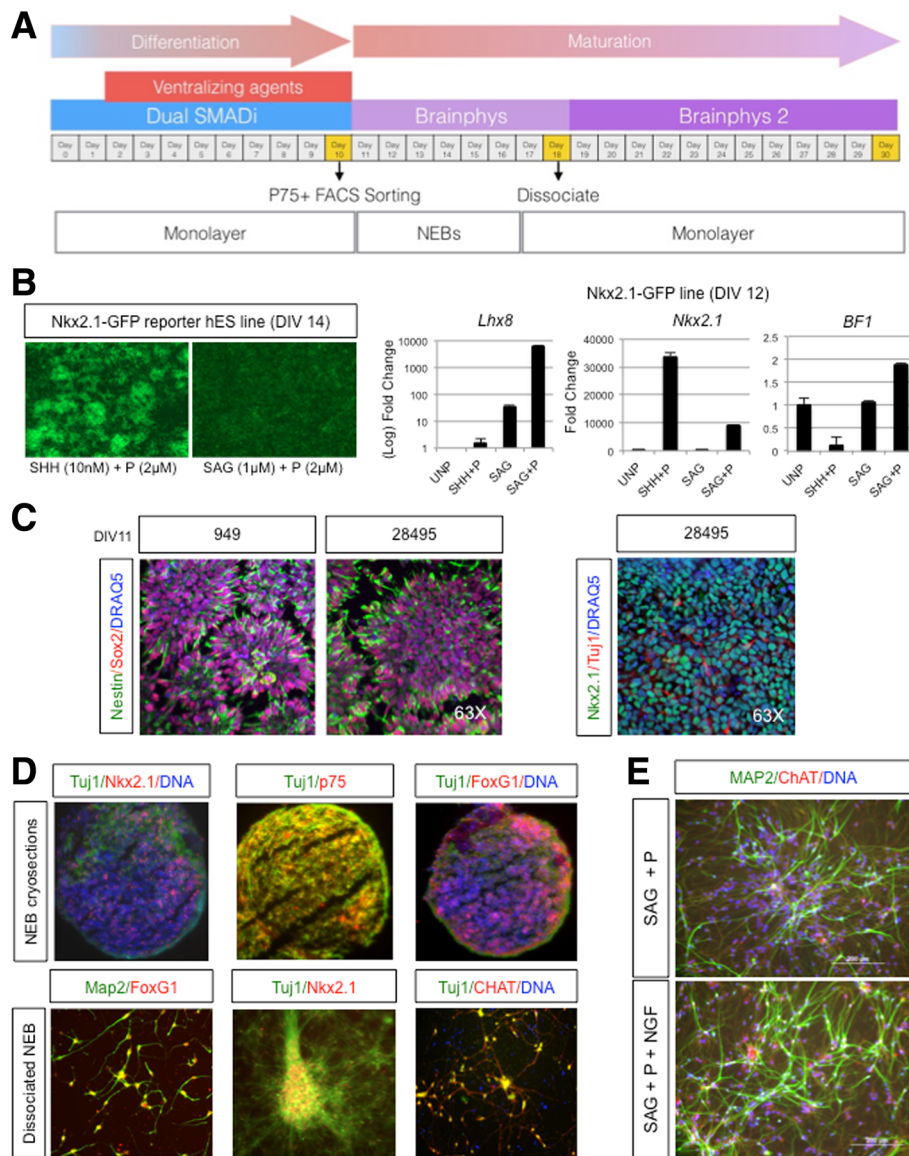 A
Differentiation
Maturation
Ventralizing agents
Dual SMADi
Brainphys
Brainphys 2
Day 0 Day 1 Day 2 Day 3 Day 4 Day 5 Day 6 Day 7 Day 8 Day 9 Day 10 Day 11 Day 12 Day 13 Day 14 Day 15 Day 16 Day 17 Day 18 Day 19 Day 20 Day 21 Day 22 Day 23 Day 24 Day 25 Day 26 Day 27 Day 28 Day 29 Day 30
P75+ FACS Sorting
Dissociate
Monolayer
NEBs
Monolayer
B
Nkx2.1-GFP reporter hES line (DIV 14)
SHH (10nM) + P (2µM)
SAG (1µM) + P (2µM)
Nkx2.1-GFP line (DIV 12)
Lhx8
(Log) Fold Change
10000
1000
100
10
1
UNP
SHH+P
SAG
SAG+P
Nkx2.1
Fold Change
40000
30000
20000
10000
0
UNP
SHH+P
SAG
SAG+P
BF1
2.5
2
1.5
1
0.5
0
UNP
SHH+P
SAG
SAG+P
C
DIV11
949
28495
28495
Nestin/Sox2/DRAQ5
63X
Nkx2.1/Tuj1/DRAQ5
63X
D
Tuj1/Nkx2.1/DNA
Tuj1/p75
Tuj1/FoxG1/DNA
NEB cryosections
Map2/FoxG1
Tuj1/Nkx2.1
Tuj1/CHAT/DNA
Dissociated NEB
E
MAP2/ChAT/DNA
SAG + P
200 µm
SAG + P + NGF
200 µm